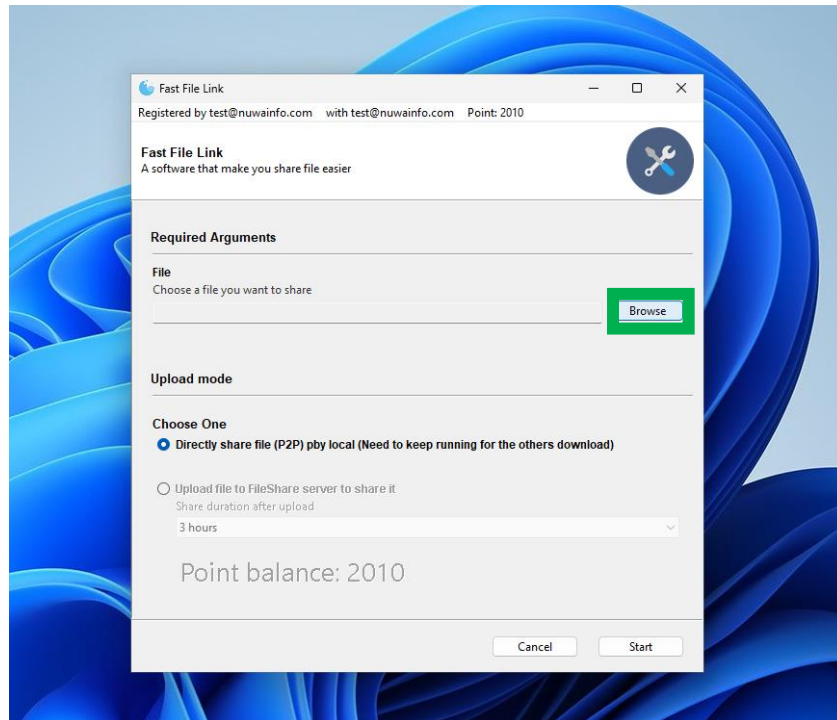 Fast File Link
Registered by test@nuwainfo.com with test@nuwainfo.com Point: 2010
Fast File Link
A software that make you share file easier
Required Arguments
File
Choose a file you want to share
Browse
Upload mode
Choose One
Directly share file (P2P) pby local (Need to keep running for the others download)
Upload file to FileShare server to share it
Share duration after upload
3 hours
Point balance: 2010
Cancel Start